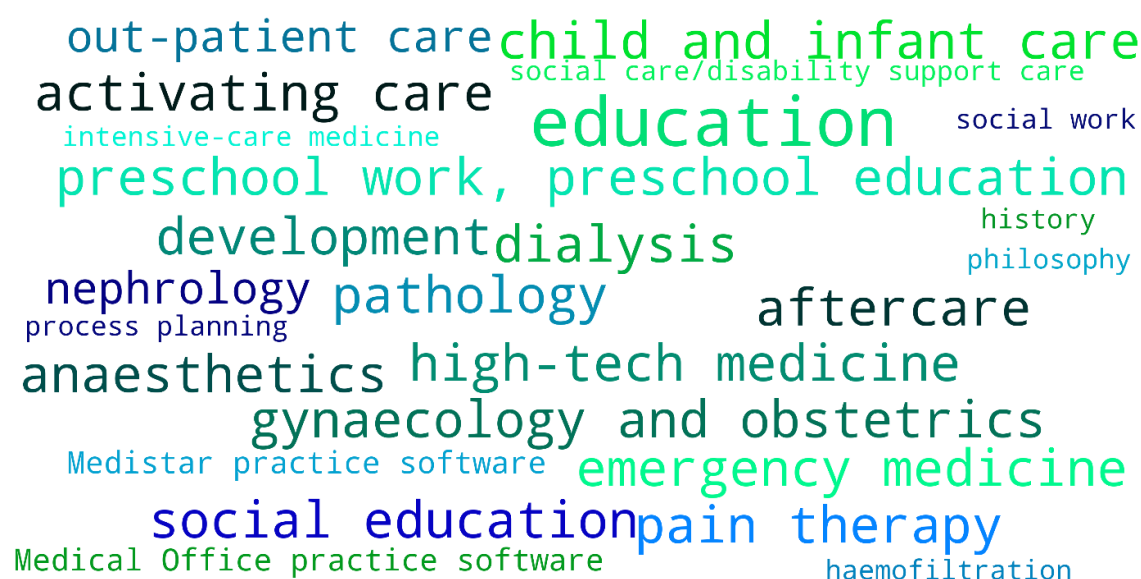 out-patient care
child and infant care
social care/disability support care
activating care
education
social work
intensive-care medicine
preschool work, preschool education
history
development
dialysis
philosophy
nephrology
pathology
aftercare
process planning
anaesthetics
high-tech medicine
gynaecology and obstetrics
Medistar practice software
emergency medicine
social education
pain therapy
Medical Office practice software
haemofiltration